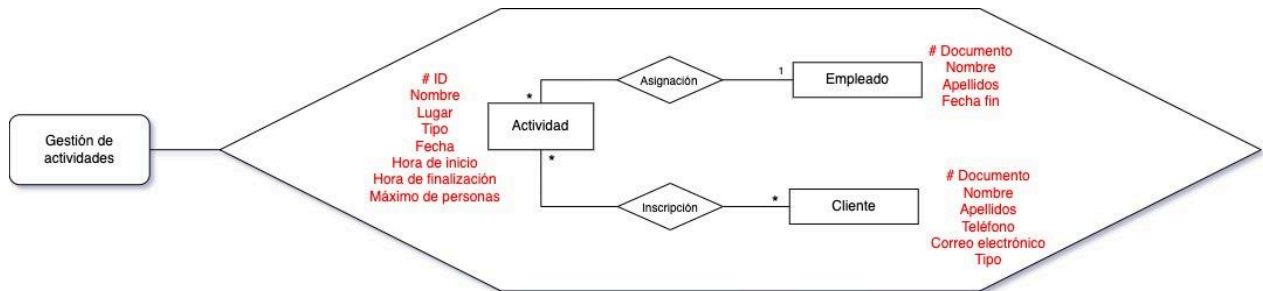 Gestión de
actividades
# ID
Nombre
Lugar
Tipo
Fecha
Hora de inicio
Hora de finalización
Máximo de personas
*
Actividad
*
Asignación
1
Empleado
# Documento
Nombre
Apellidos
Fecha fin
Inscripción
*
Cliente
# Documento
Nombre
Apellidos
Teléfono
Correo electrónico
Tipo